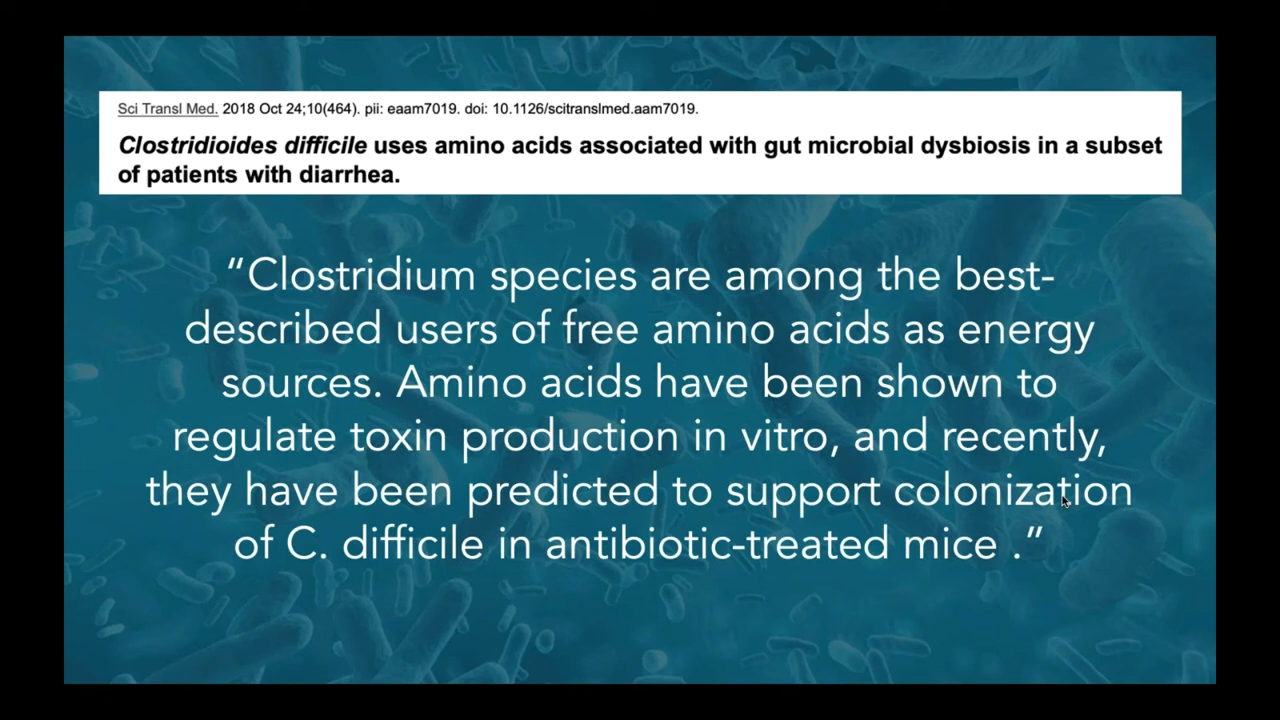 Sci Transl Med. 2018 Oct 24;10(464). pii: eaam7019. doi: 10.1126/scitranslmed.aam7019.
Clostridioides difficile uses amino acids associated with gut microbial dysbiosis in a subset
of patients with diarrhea.
“Clostridium species are among the best-
described users of free amino acids as energy
sources. Amino acids have been shown to
regulate toxin production in vitro, and recently,
they have been predicted to support colonization
of C. difficile in antibiotic-treated mice .”